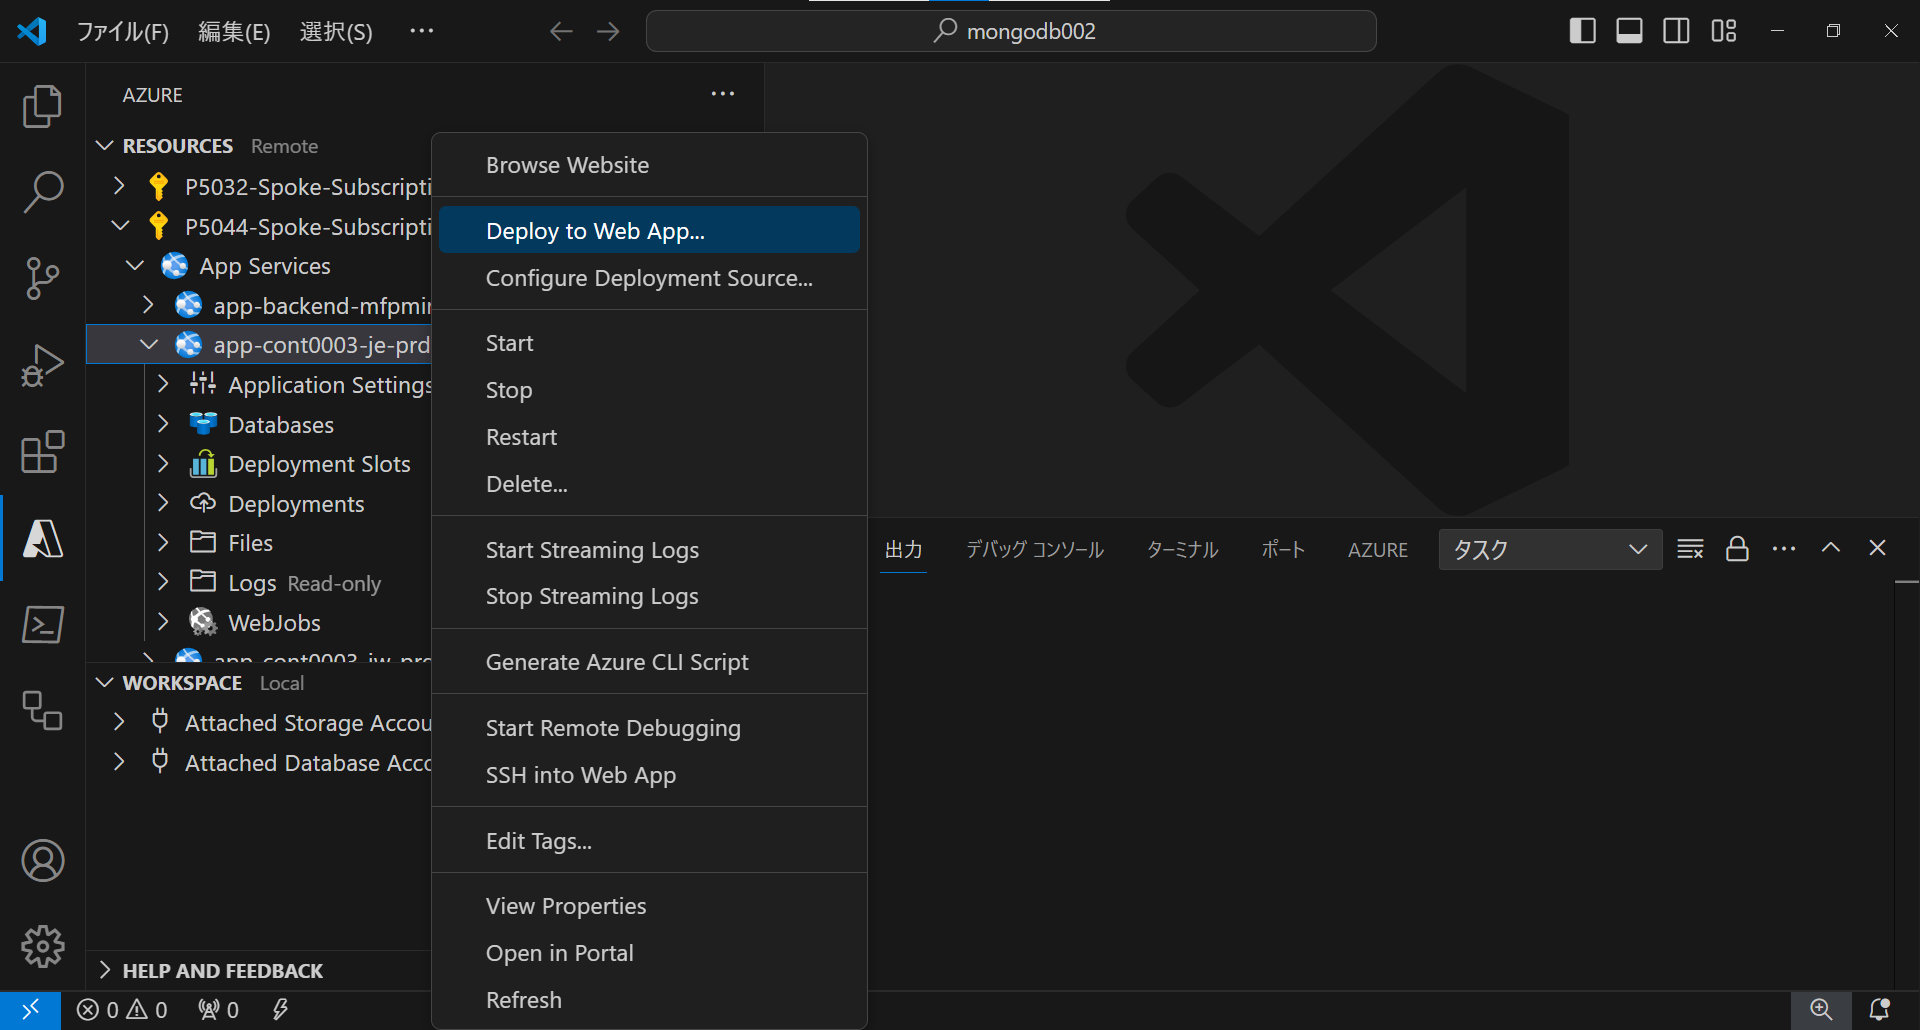 ファイル(F) 編集(E) 選択(S) ···
mongodb002
AZURE
RESOURCES Remote
P5032-Spoke-Subscripti
P5044-Spoke-Subscripti
App Services
app-backend-mfpmir
app-cont0003-je-prd
Application Settings
Databases
Deployment Slots
Deployments
Files
Logs Read-only
WebJobs
app-cont0003-jw-prd
WORKSPACE Local
Attached Storage Accou
Attached Database Acco
HELP AND FEEDBACK
Browse Website
Deploy to Web App...
Configure Deployment Source...
Start
Stop
Restart
Delete...
Start Streaming Logs
Stop Streaming Logs
Generate Azure CLI Script
Start Remote Debugging
SSH into Web App
Edit Tags...
View Properties
Open in Portal
Refresh
出力 デバッグ コンソール ターミナル ポート AZURE タスク
0 0 0